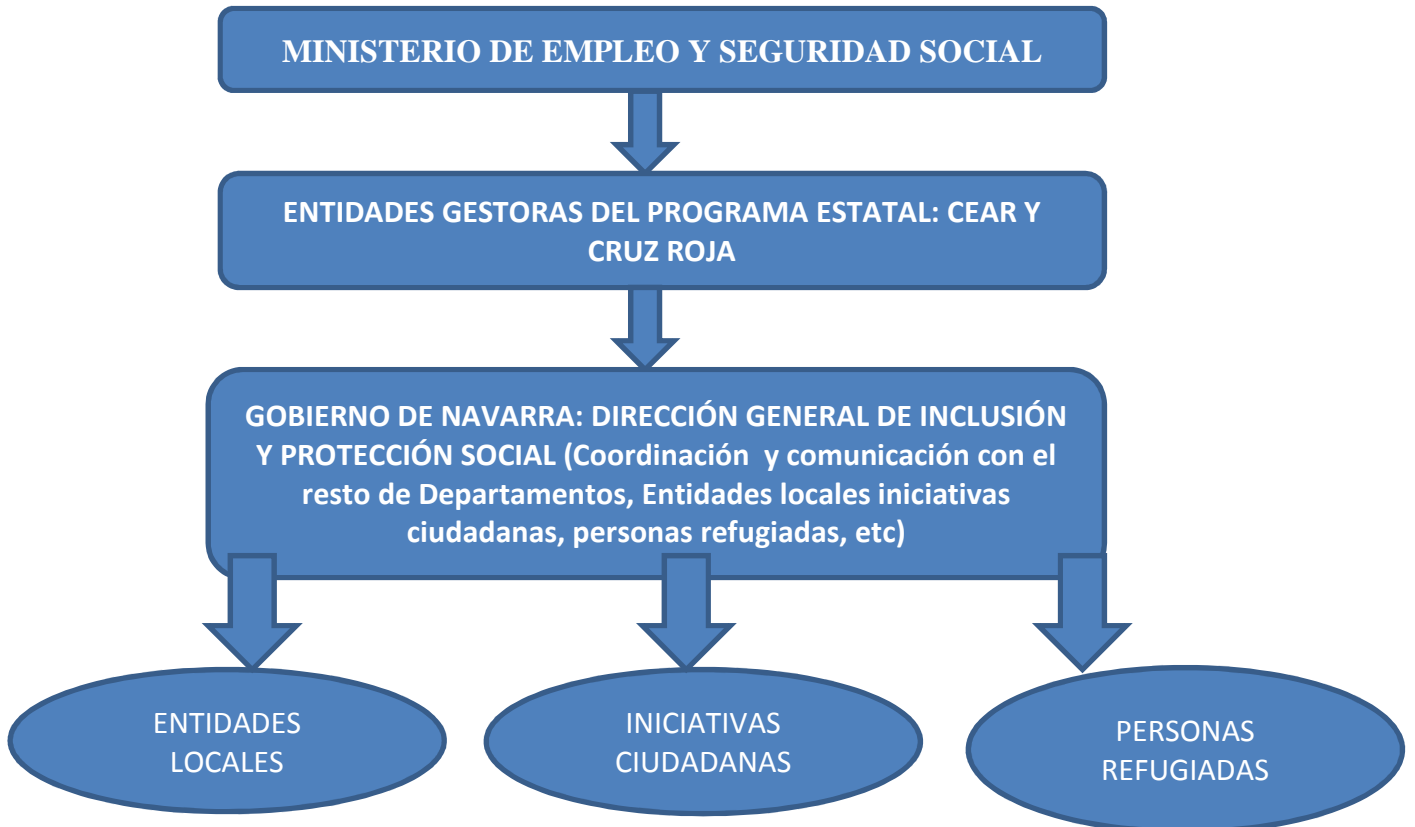 MINISTERIO DE EMPLEO Y SEGURIDAD SOCIAL
ENTIDADES GESTORAS DEL PROGRAMA ESTATAL: CEAR Y
CRUZ ROJA
GOBIERNO DE NAVARRA: DIRECCIÓN GENERAL DE INCLUSIÓN
Y PROTECCIÓN SOCIAL (Coordinación y comunicación con el
resto de Departamentos, Entidades locales iniciativas
ciudadanas, personas refugiadas, etc)
ENTIDADES
LOCALES
INICIATIVAS
CIUDADANAS
PERSONAS
REFUGIADAS